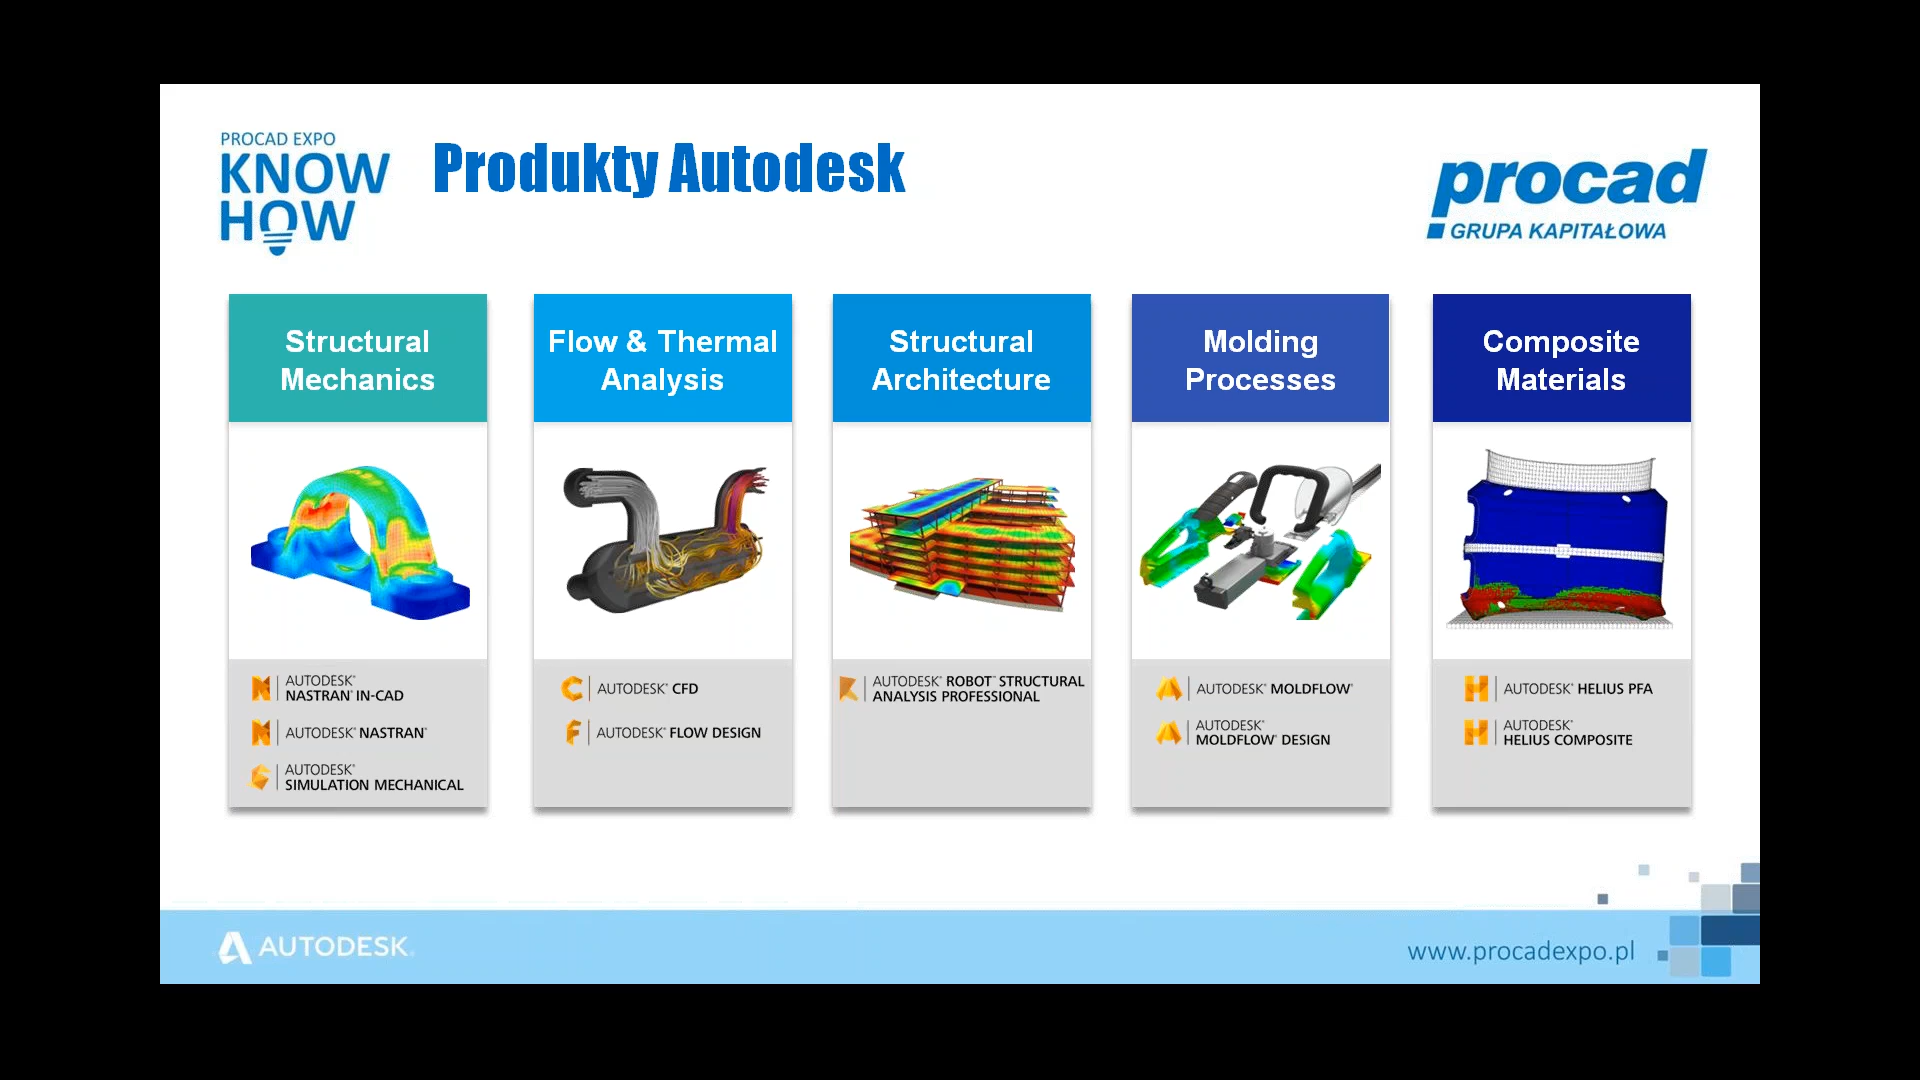 PROCAD EXPO
KNOW
HOW
Produkty Autodesk
procad
GRUPA KAPITAŁOWA
Structural
Mechanics
AUTODESK®
NASTRAN® IN-CAD
AUTODESK® NASTRAN®
AUTODESK®
SIMULATION MECHANICAL
Flow & Thermal
Analysis
AUTODESK® CFD
AUTODESK® FLOW DESIGN
Structural
Architecture
AUTODESK® ROBOT™ STRUCTURAL
ANALYSIS PROFESSIONAL
Molding
Processes
AUTODESK® MOLDFLOW®
AUTODESK®
MOLDFLOW® DESIGN
Composite
Materials
AUTODESK® HELIUS PFA
AUTODESK®
HELIUS COMPOSITE
AUTODESK®
www.procadexpo.pl